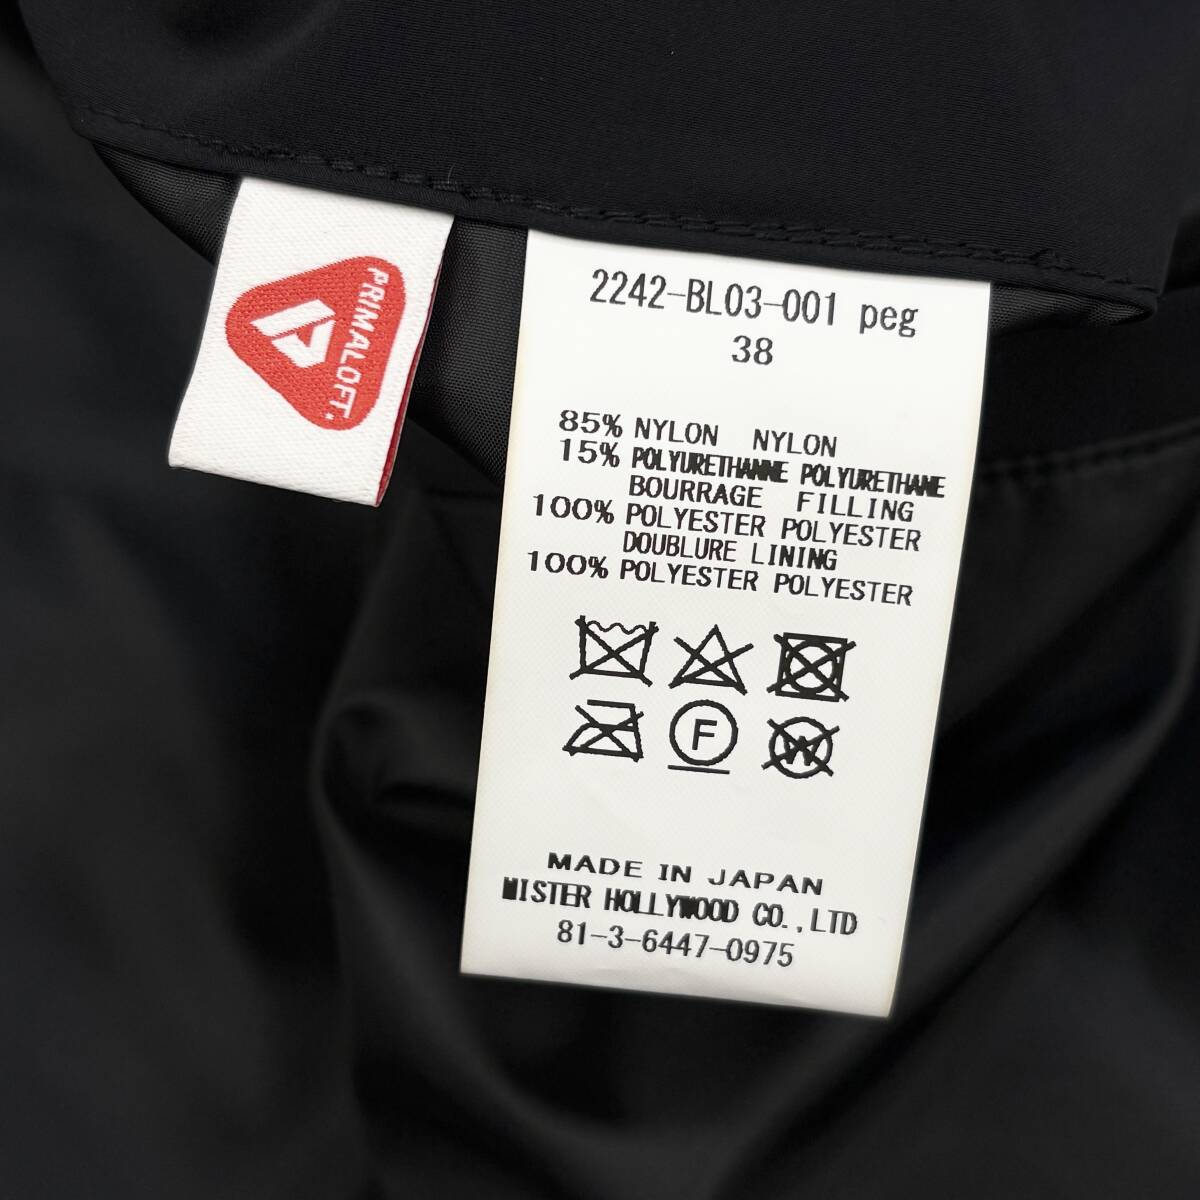 PRIMALOFT.
2242-BL03-001 peg
38
85% NYLON NYLON
15% POLYURETHANNE POLYURETHANE
BOURRAGE FILLING
100% POLYESTER POLYESTER
DOUBLURE LINING
100% POLYESTER POLYESTER
F
W
MADE IN JAPAN
MISTER HOLLYWOOD CO.,LTD
81-3-6447-0975